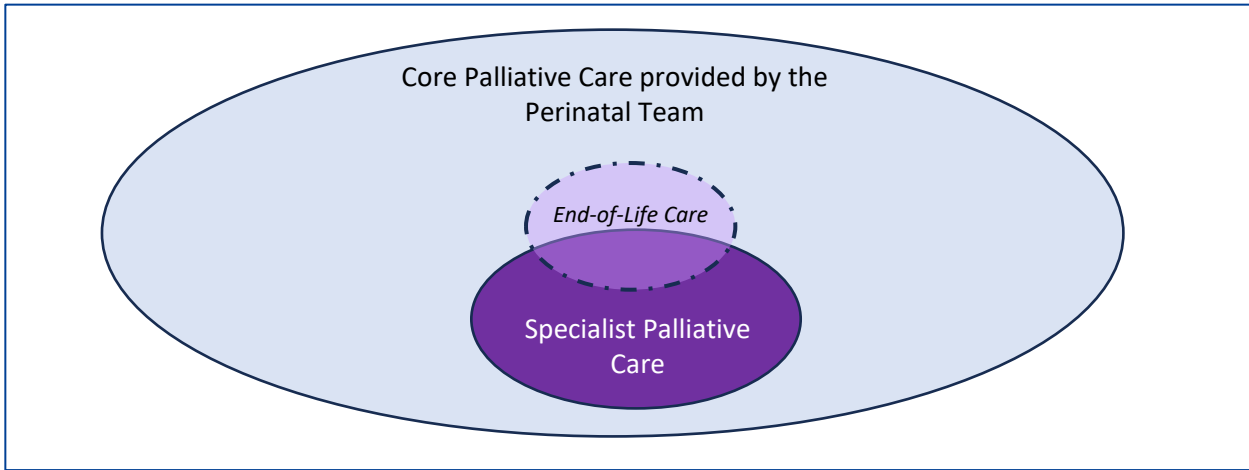 Core Palliative Care provided by the
Perinatal Team
End-of-Life Care
Specialist Palliative
Care